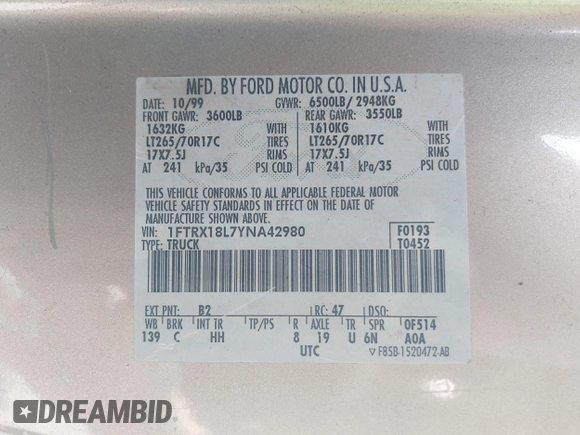 MFD. BY FORD MOTOR CO. IN U.S.A.
DATE: 10/99 GVWR: 6500LB/ 2948KG
FRONT GAWR: 3600LB REAR GAWR: 3550LB
1632KG WITH 1610KG WITH
LT265/70R17C TIRES LT265/70R17C TIRES
17X7.5J RIMS 17X7.5J RIMS
AT 241 kPa/35 PSI COLD AT 241 kPa/35 PSI COLD
THIS VEHICLE CONFORMS TO ALL APPLICABLE FEDERAL MOTOR
VEHICLE SAFETY STANDARDS IN EFFECT ON THE DATE OF
MANUFACTURE SHOWN ABOVE.
VIN: 1FTRX18L7YNA42980 F0193
TYPE: TRUCK T0452
EXT PNT: B2 RC: 47 DSO:
WB BRK INT TR TP/PS R AXLE TR SPR 0F514
139 C HH 8 19 U 6N A0A
UTC F85B-1520472-AB
DREAMBID